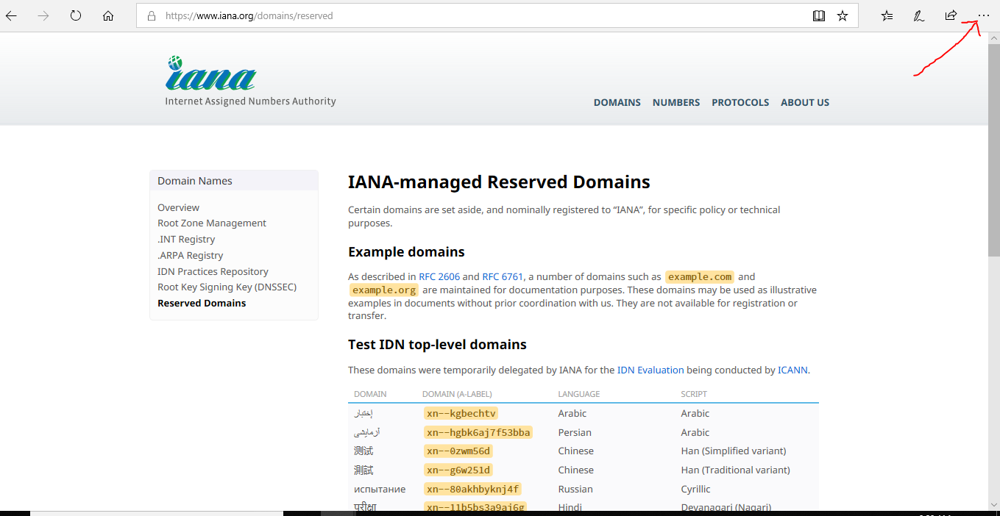 https://www.iana.org/domains/reserved
iana
Internet Assigned Numbers Authority
DOMAINS NUMBERS PROTOCOLS ABOUT US
Domain Names
Overview
Root Zone Management
.INT Registry
.ARPA Registry
IDN Practices Repository
Root Key Signing Key (DNSSEC)
Reserved Domains
IANA-managed Reserved Domains
Certain domains are set aside, and nominally registered to “IANA”, for specific policy or technical
purposes.
Example domains
As described in RFC 2606 and RFC 6761, a number of domains such as example.com and
example.org are maintained for documentation purposes. These domains may be used as illustrative
examples in documents without prior coordination with us. They are not available for registration or
transfer.
Test IDN top-level domains
These domains were temporarily delegated by IANA for the IDN Evaluation being conducted by ICANN.
DOMAIN DOMAIN (A-LABEL) LANGUAGE SCRIPT
إختبار xn--kgbechtv Arabic Arabic
آزمایشی xn--hgbk6aj7f53bba Persian Arabic
测试 xn--0zwm56d Chinese Han (Simplified variant)
測試 xn--g6w251d Chinese Han (Traditional variant)
испытание xn--80akhbyknj4f Russian Cyrillic
परीक्षा xn--11b5bs3a9aj6g Hindi Devanagari (Nagari)